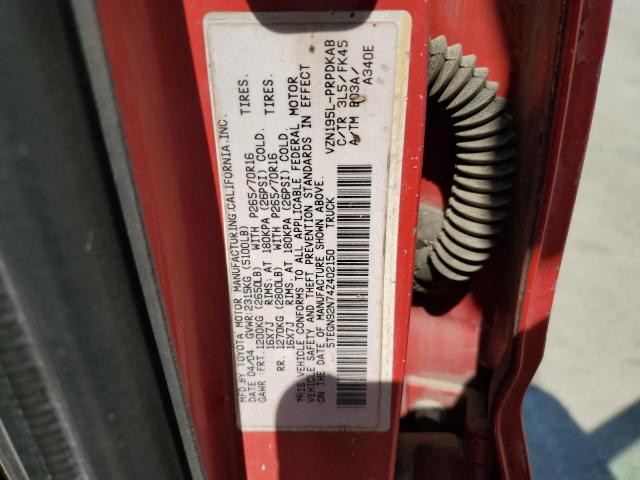 MFD.BY TOYOTA MOTOR MANUFACTURING CALIFORNIA,INC.
DATE 04/04 GVWR:2315KG (5100LB)
GAWR:FRT.1200KG (2650LB) WITH P265/70R16 TIRES.
16X7J RIMS: AT 180KPA (26PSI) COLD.
RR. 1270KG (2800LB) WITH P265/70R16 TIRES.
16X7J RIMS: AT 180KPA (26PSI) COLD.
THIS VEHICLE CONFORMS TO ALL APPLICABLE FEDERAL MOTOR
VEHICLE SAFETY AND THEFT PREVENTION STANDARDS IN EFFECT
ON THE DATE OF MANUFACTURE SHOWN ABOVE.
5TEGN92N74Z402150 TRUCK
VZN195L-PRPDKAB
C/TR 3L5/FK45
A/TM B03A/
A340E